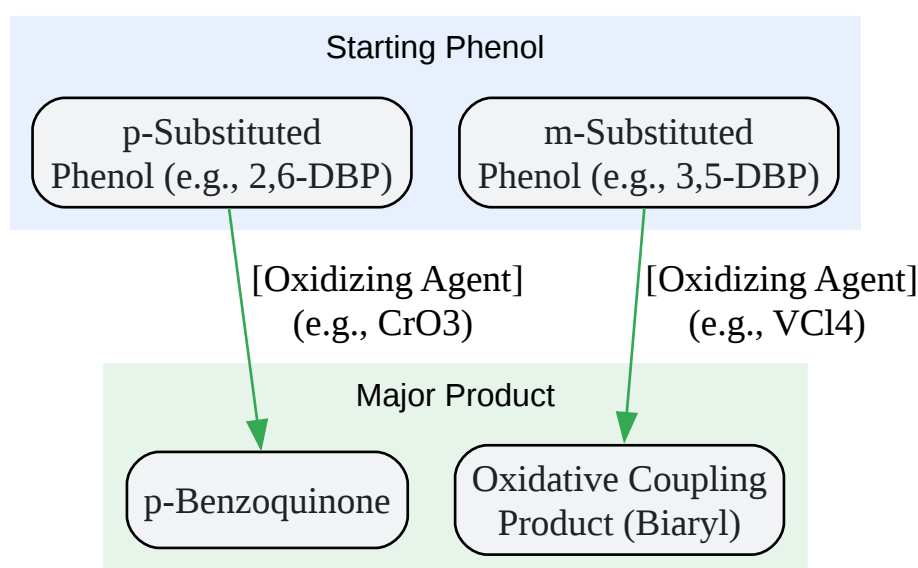 Starting Phenol
p-Substituted
Phenol (e.g., 2,6-DBP)
m-Substituted
Phenol (e.g., 3,5-DBP)
[Oxidizing Agent]
(e.g., CrO3)
[Oxidizing Agent]
(e.g., VCl4)
Major Product
p-Benzoquinone
Oxidative Coupling
Product (Biaryl)